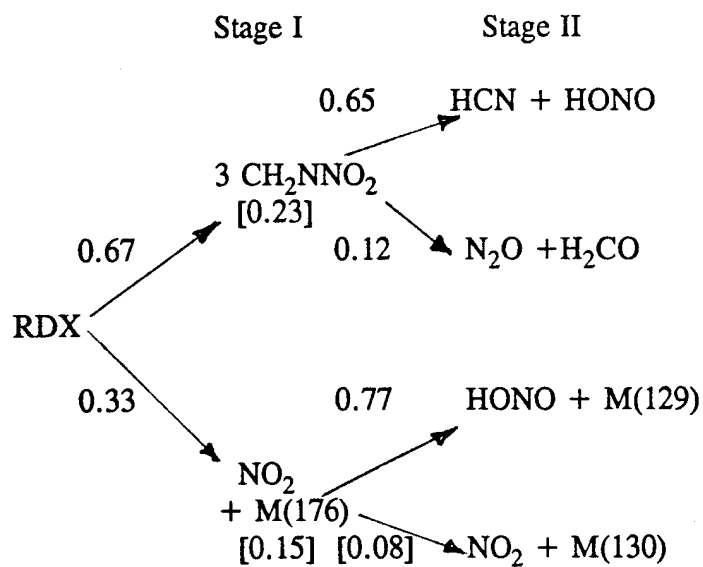 Stage I Stage II
0.65 HCN + HONO
3 CH₂NNO₂
[0.23]
0.67 0.12 N₂O +H₂CO
RDX
0.33 0.77 HONO + M(129)
NO₂
+ M(176)
[0.15] [0.08] NO₂ + M(130)